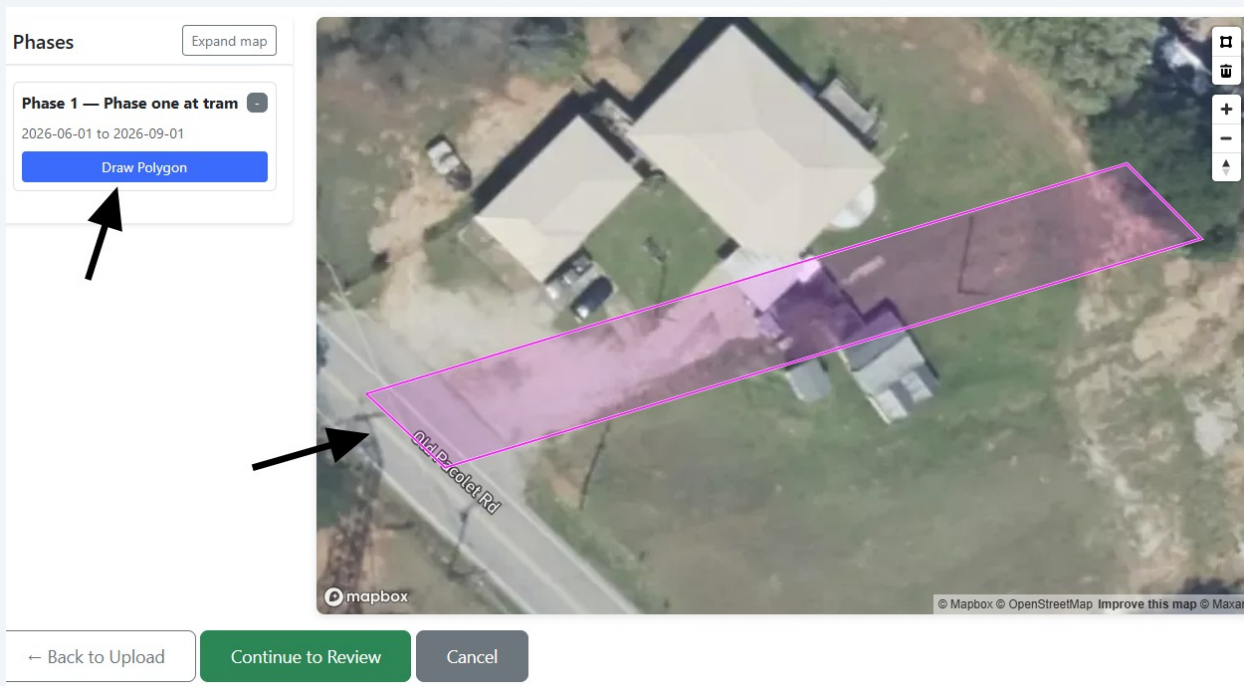 Phases
Expand map
Phase 1 — Phase one at tram
-
2026-06-01 to 2026-09-01
Draw Polygon
Old Pacolet Rd
mapbox
© Mapbox © OpenStreetMap Improve this map © Maxar
← Back to Upload
Continue to Review
Cancel